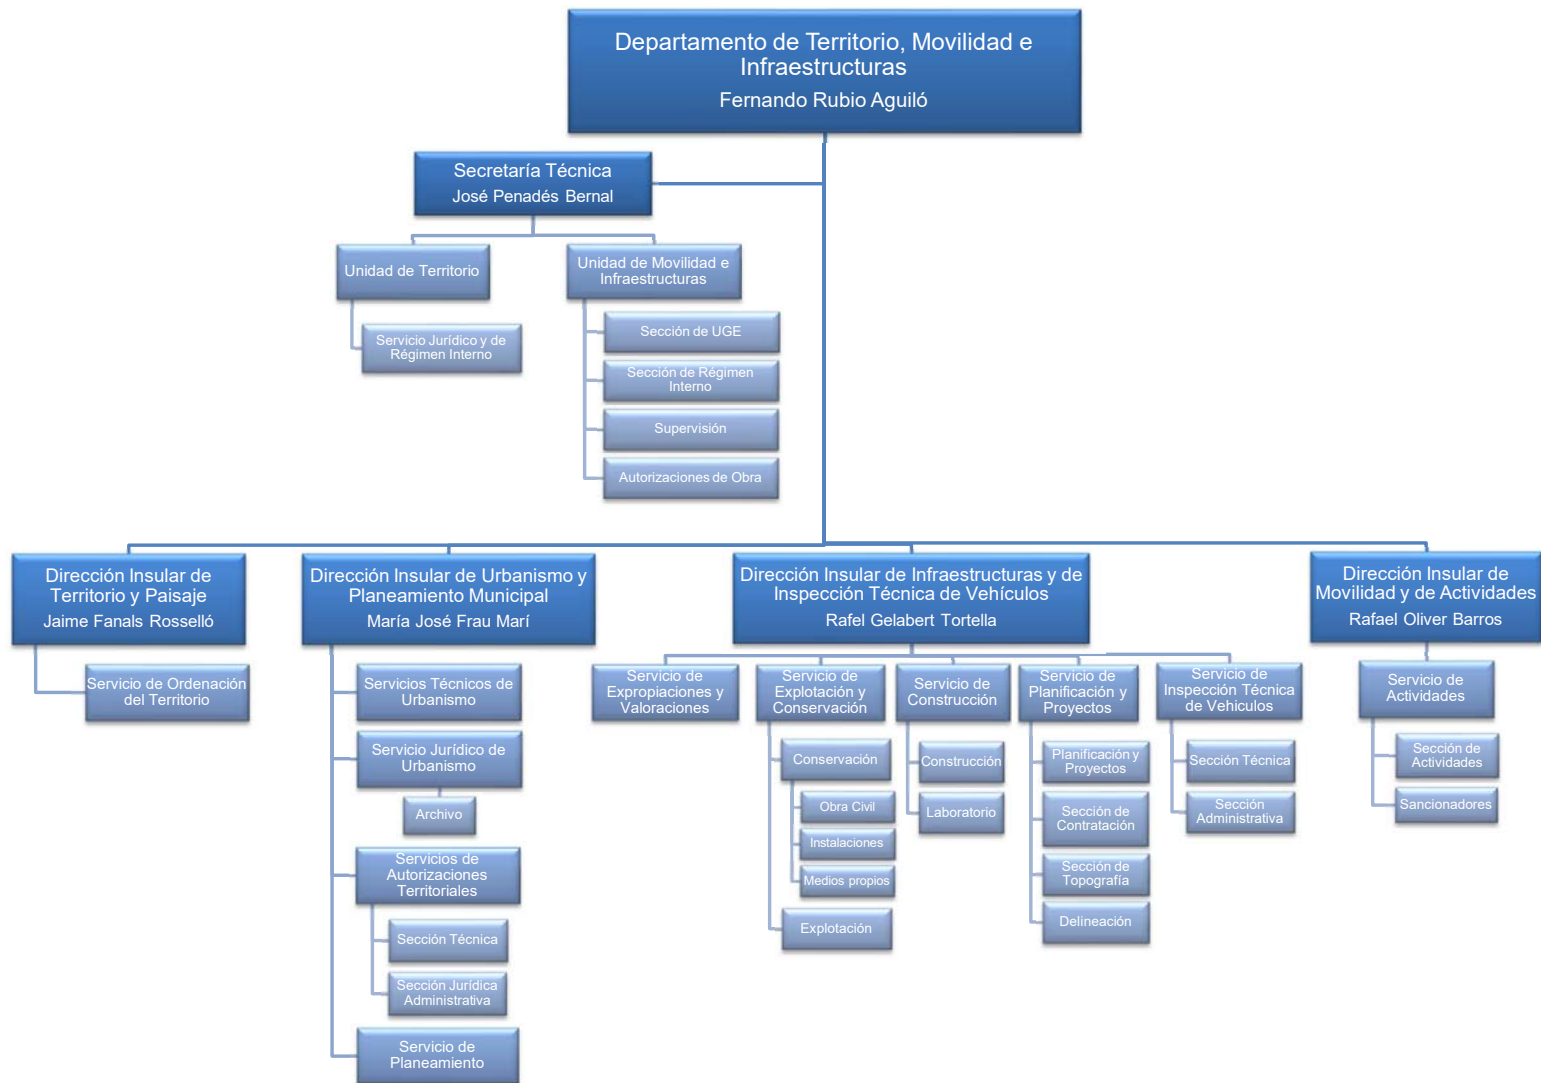 Departamento de Territorio, Movilidad e
Infraestructuras
Fernando Rubio Aguiló
Secretaría Técnica
José Penadés Bernal
Unidad de Territorio
Servicio Jurídico y de
Régimen Interno
Unidad de Movilidad e
Infraestructuras
Sección de UGE
Sección de Régimen
Interno
Supervisión
Autorizaciones de Obra
Dirección Insular de
Territorio y Paisaje
Jaime Fanals Rosselló
Servicio de Ordenación
del Territorio
Dirección Insular de Urbanismo y
Planeamiento Municipal
María José Frau Marí
Servicios Técnicos de
Urbanismo
Servicio Jurídico de
Urbanismo
Archivo
Servicios de
Autorizaciones
Territoriales
Sección Técnica
Sección Jurídica
Administrativa
Servicio de
Planeamiento
Dirección Insular de Infraestructuras y de
Inspección Técnica de Vehículos
Rafel Gelabert Tortella
Servicio de
Expropiaciones y
Valoraciones
Servicio de
Explotación y
Conservación
Conservación
Obra Civil
Instalaciones
Medios propios
Explotación
Servicio de
Construcción
Construcción
Laboratorio
Servicio de
Planificación y
Proyectos
Planificación y
Proyectos
Sección de
Contratación
Sección de
Topografía
Delineación
Servicio de
Inspección Técnica
de Vehiculos
Sección Técnica
Sección
Administrativa
Dirección Insular de
Movilidad y de Actividades
Rafael Oliver Barros
Servicio de
Actividades
Sección de
Actividades
Sancionadores